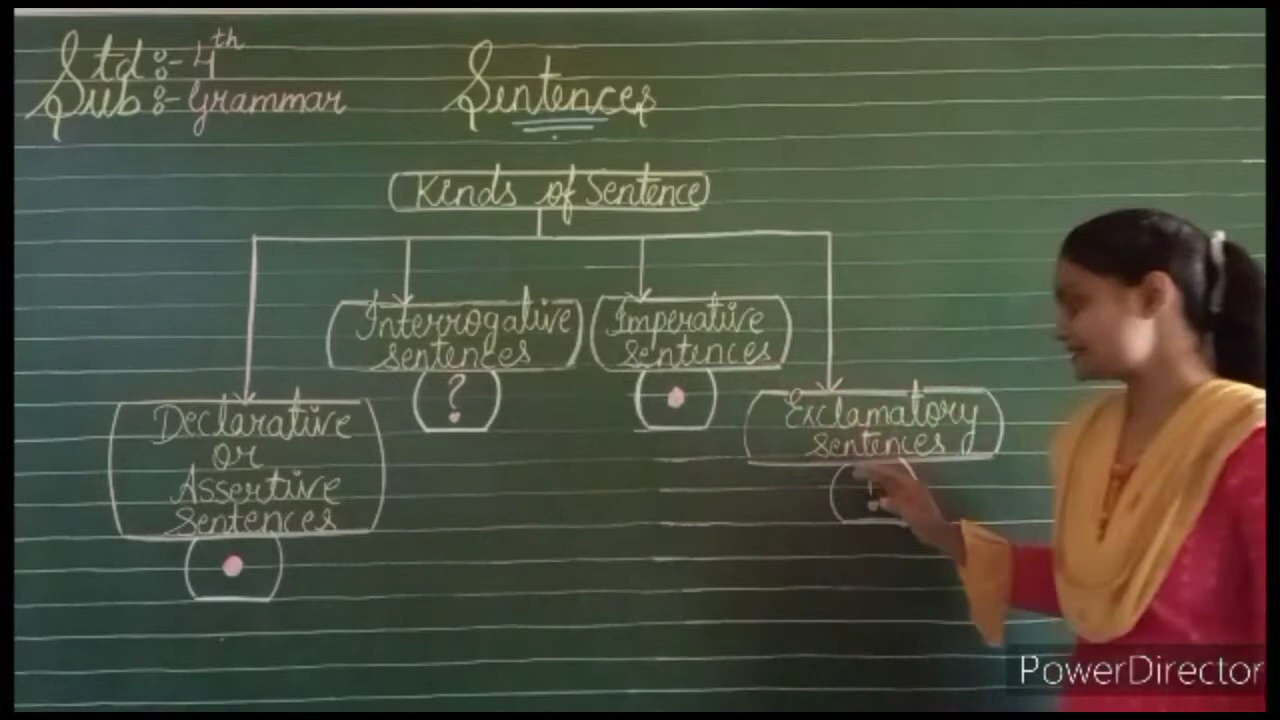 Std :- 4th
Sub :- Grammar
Sentences
Kinds of Sentence
Interrogative
sentences
?
Imperative
sentences
.
Declarative
or
Assertive
Sentences
.
Exclamatory
sentences
PowerDirector